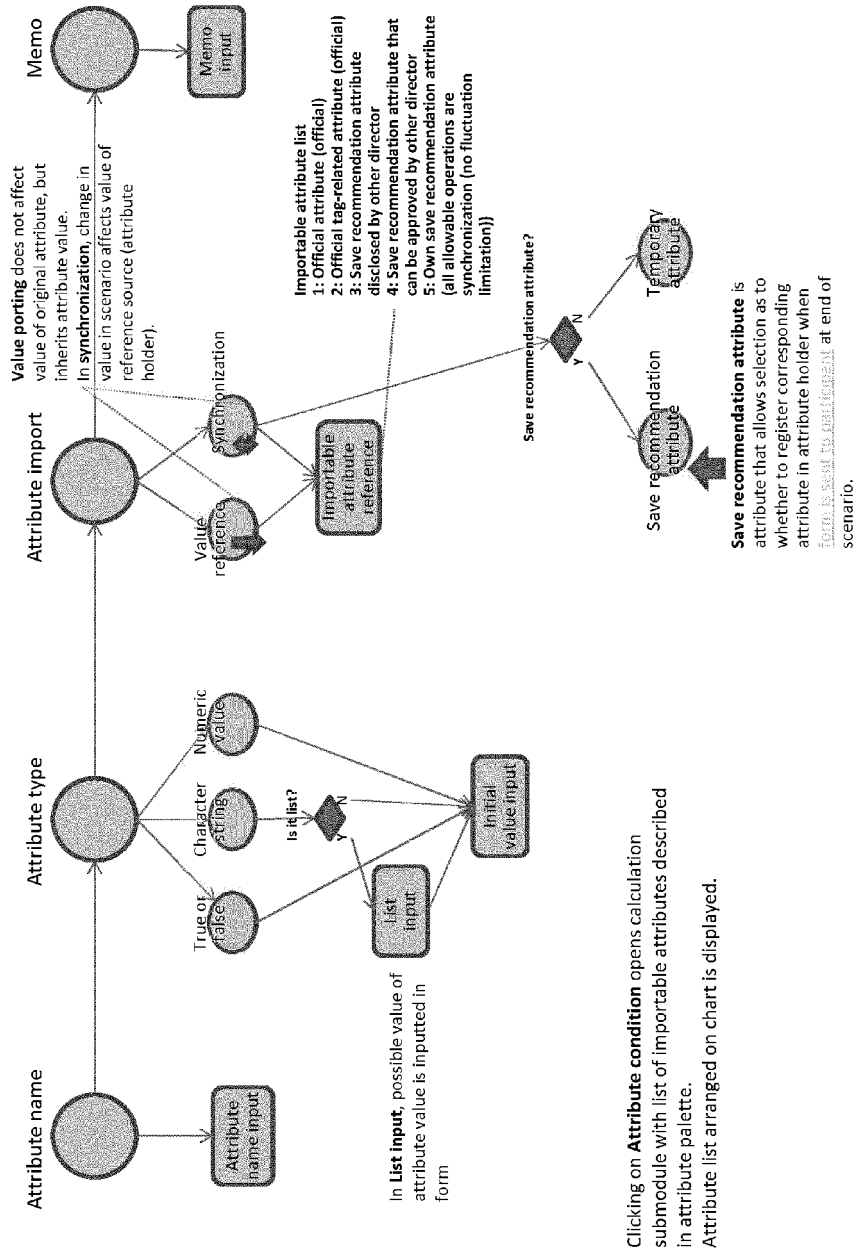 Attribute name
Attribute
name input
Attribute type
True or
false
Character
string
Numeric
value
Is it list?
Y
N
List
input
In List input, possible value of
attribute value is inputted in
form
Initial
value input
Attribute import
Value
reference
Synchronization
Importable
attribute
reference
Value porting does not affect
value of original attribute, but
inherits attribute value.
In synchronization, change in
value in scenario affects value of
reference source (attribute
holder).
Memo
Memo
input
Importable attribute list
1: Official attribute (official)
2: Official tag-related attribute (official)
3: Save recommendation attribute
disclosed by other director
4: Save recommendation attribute that
can be approved by other director
5: Own save recommendation attribute
(all allowable operations are
synchronization (no fluctuation
limitation))
Save recommendation attribute?
Y
N
Save recommendation
attribute
Temporary
attribute
Save recommendation attribute is
attribute that allows selection as to
whether to register corresponding
attribute in attribute holder when
form is sent to participant at end of
scenario.
Clicking on Attribute condition opens calculation
submodule with list of importable attributes described
in attribute palette.
Attribute list arranged on chart is displayed.